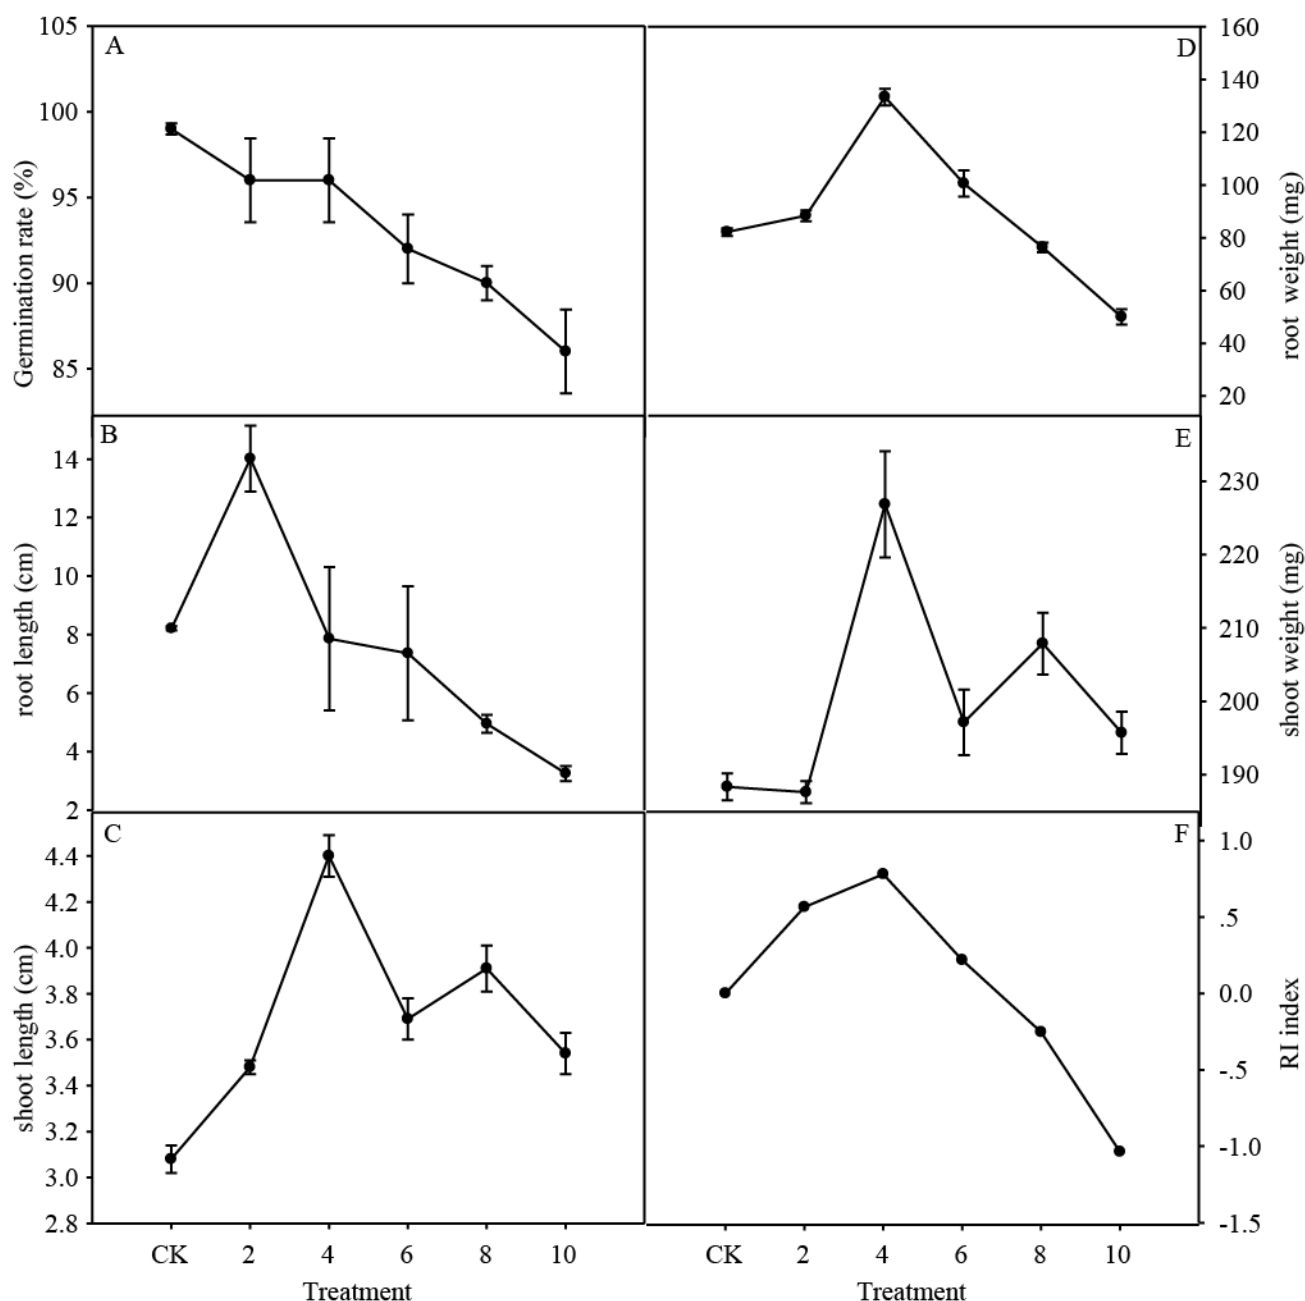 A
105
100
95
90
85
Germination rate (%)
B
14
12
10
8
6
4
2
root length (cm)
C
4.4
4.2
4.0
3.8
3.6
3.4
3.2
3.0
2.8
shoot length (cm)
CK 2 4 6 8 10
Treatment
D
160
140
120
100
80
60
40
20
root weight (mg)
E
230
220
210
200
190
shoot weight (mg)
F
1.0
.5
0.0
-.5
-1.0
-1.5
RI index
CK 2 4 6 8 10
Treatment